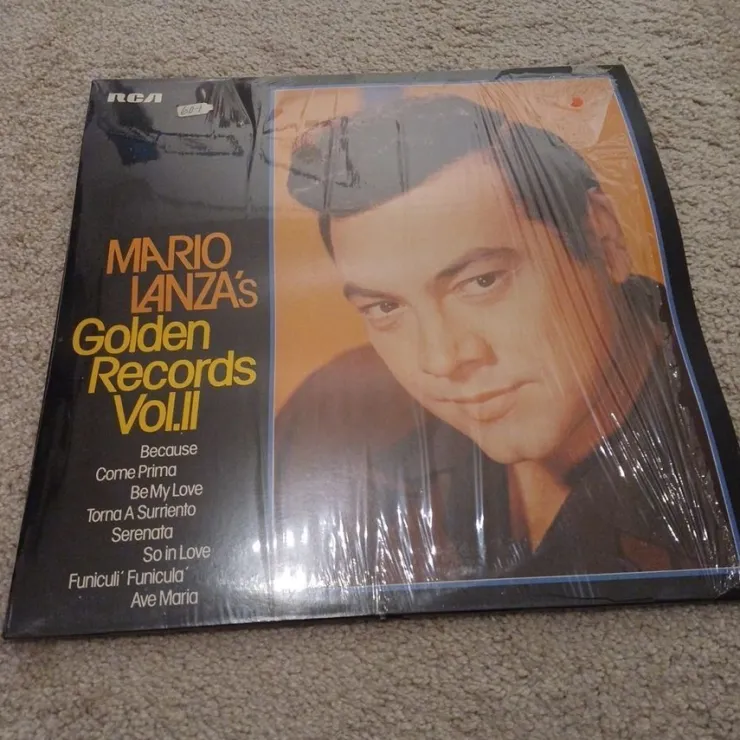 RCA
MARIO
LANZA's
Golden
Records
Vol.II
Because
Come Prima
Be My Love
Torna A Surriento
Serenata
So in Love
Funiculi' Funicula'
Ave Maria